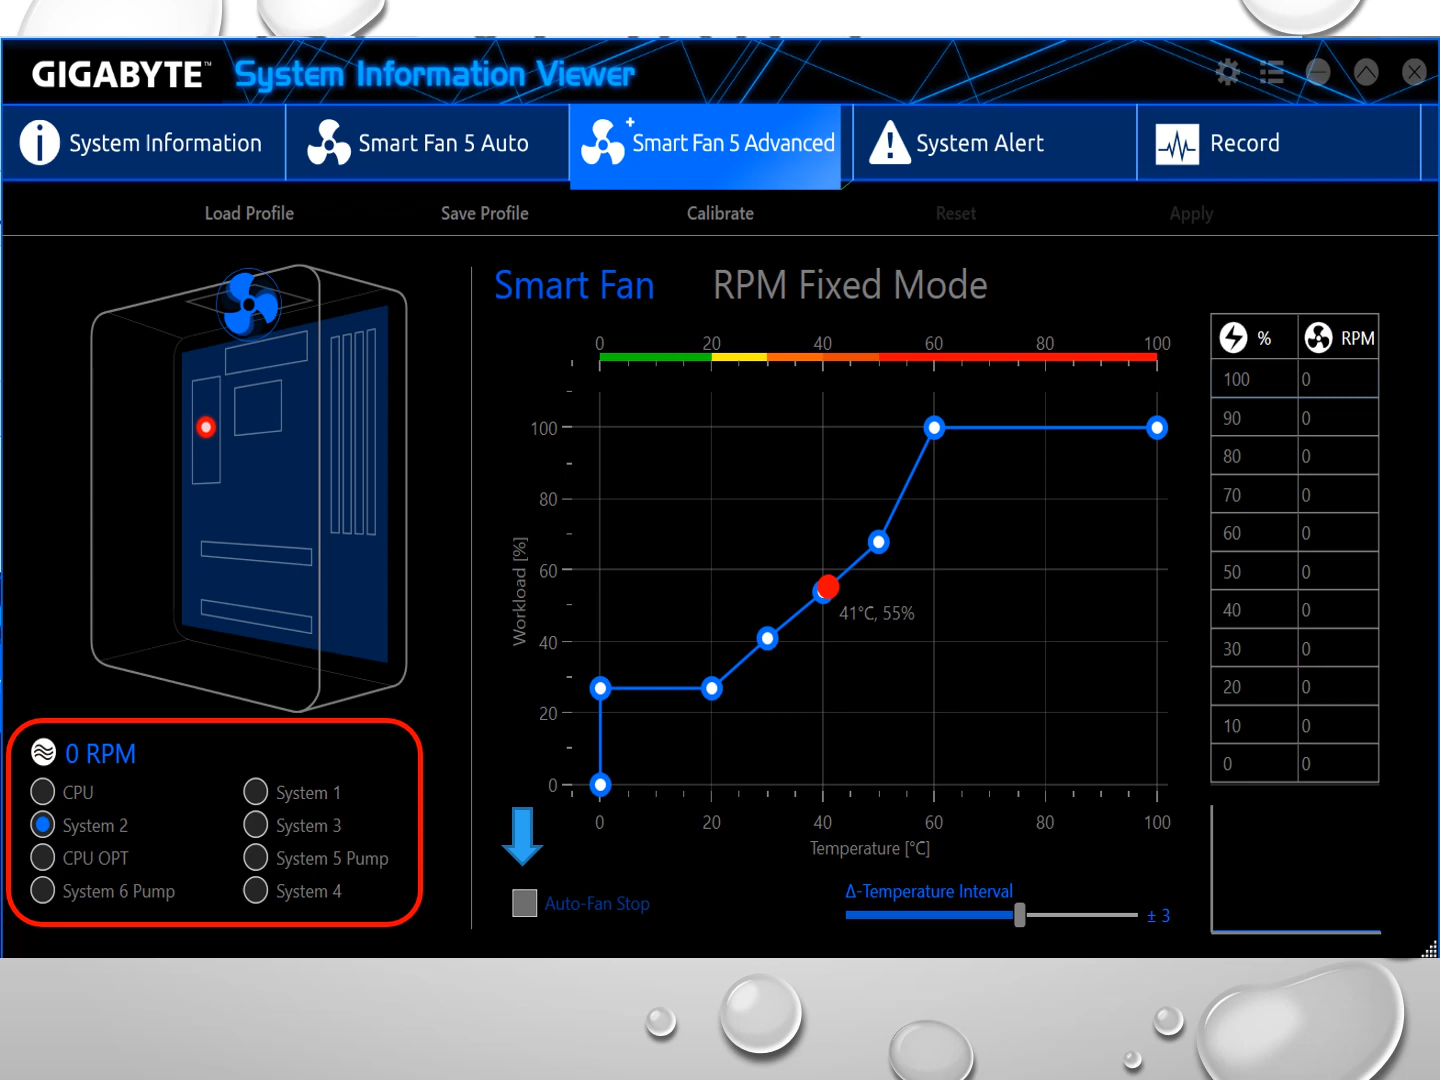 GIGABYTE™ System Information Viewer
System Information
Smart Fan 5 Auto
Smart Fan 5 Advanced
System Alert
Record
Load Profile
Save Profile
Calibrate
Reset
Apply
Smart Fan
RPM Fixed Mode
0 20 40 60 80 100
100
80
60
40
20
0
Workload [%]
41°C, 55%
0 20 40 60 80 100
Temperature [°C]
Auto-Fan Stop
Δ-Temperature Interval
± 3
% RPM
100 0
90 0
80 0
70 0
60 0
50 0
40 0
30 0
20 0
10 0
0 0
0 RPM
CPU
System 1
System 2
System 3
CPU OPT
System 5 Pump
System 6 Pump
System 4